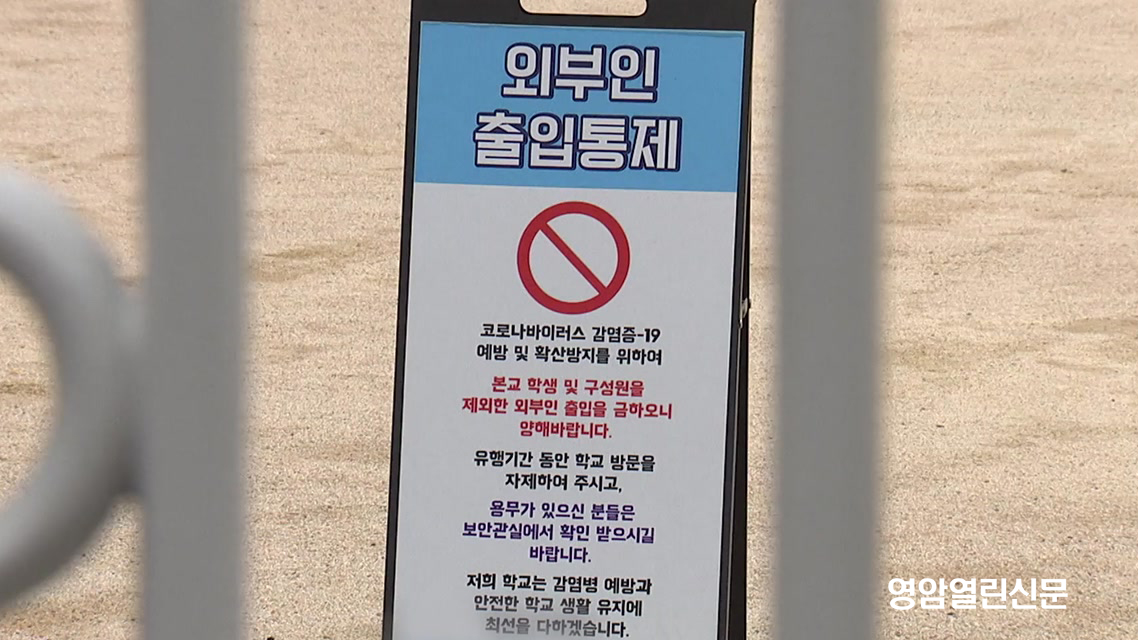 외부인
출입통제
코로나바이러스 감염증-19
예방 및 확산방지를 위하여
본교 학생 및 구성원을
제외한 외부인 출입을 금하오니
양해바랍니다.
유행기간 동안 학교 방문을
자제하여 주시고,
용무가 있으신 분들은
보안관실에서 확인 받으시길
바랍니다.
저희 학교는 감염병 예방과
안전한 학교 생활 유지에
최선을 다하겠습니다.
영암열린신문